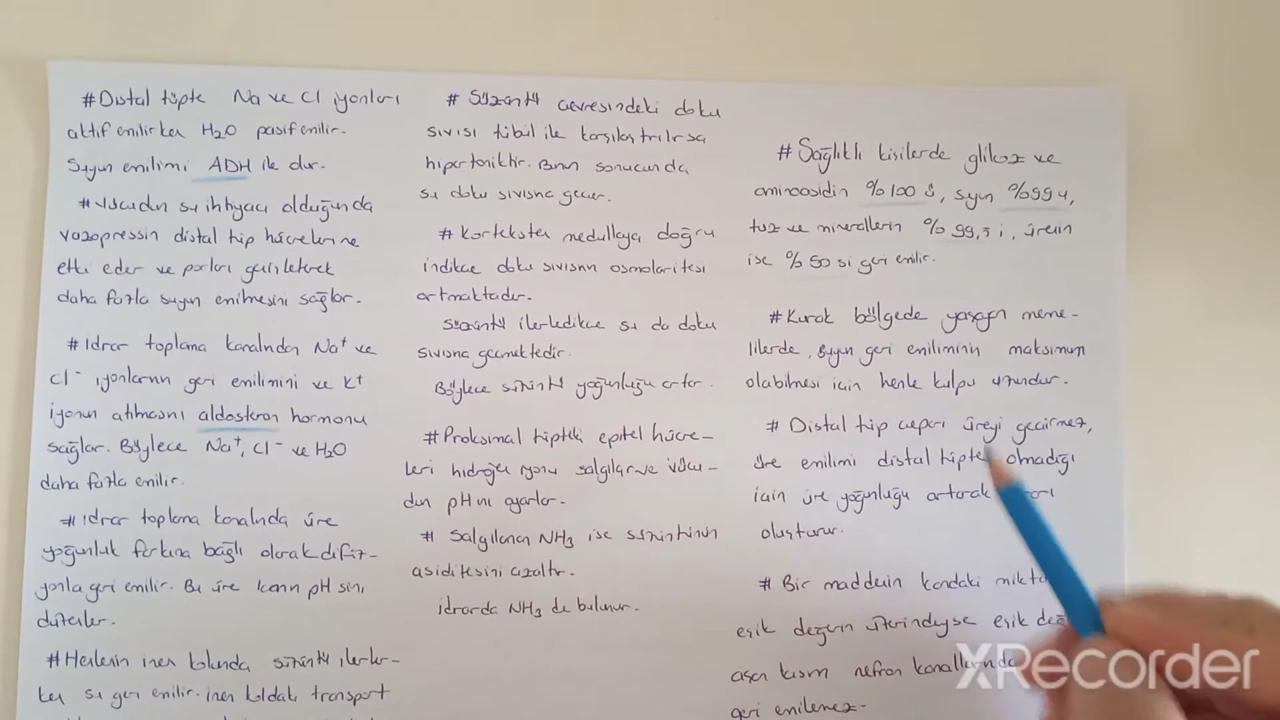 #Distal tüpte Na ve Cl iyonları
aktif emilirken H2O pasif emilir.
Suyun emilimi ADH ile dur.
#Vücudun su ihtiyacı olduğunda
vazopressin distal tüp hücrelerine
etki eder ve porları genişleterek
daha fazla suyun emilmesini sağlar.
#İdrar toplama kanalından Na+ ve
Cl- iyonlarının geri emilimini ve K+
iyonun atılmasını aldosteron hormonu
sağlar. Böylece Na+, Cl- ve H2O
daha fazla emilir.
#İdrar toplama kanalında üre
yoğunluk farkına bağlı olarak difüz-
yonla geri emilir. Bu üre kanın pH sını
düzenler.
#Henlenin inen kolunda süzüntü ilerler-
ken su geri emilir. inen koldaki transport
# Süzüntü çevresindeki doku
sıvısı tübül ile karşılaştırılırsa
hipertoniktir. Bunun sonucunda
su doku sıvısına geçer.
# Korteksten medullaya doğru
indikçe doku sıvısının osmolaritesi
artmaktadır.
süzüntü ilerledikçe su da doku
sıvısına geçmektedir.
Böylece süzüntü yoğunluğu artar.
#Proksimal tüpteki epitel hücre-
leri hidrojen iyonu salgılar ve vücu-
dun pH nı ayarlar.
# Salgılanan NH3 ise süzüntünün
asiditesini azaltır.
idrarda NH3 de bulunur.
#Sağlıklı kişilerde glikoz ve
aminoasidin %100 ü, suyun %99 u,
tuz ve minerallerin %99,5 i, ürenin
ise %50 si geri emilir.
#Kurak bölgede yaşayan meme-
lilerde, suyun geri emiliminin maksimum
olabilmesi için henle kulpu uzundur.
# Distal tüp çeperi üreyi geçirmez,
üre emilimi distal tüpte olmadığı
için üre yoğunluğu artarak
oluşturur.
# Bir maddenin kandaki
eşik değerin üzerindeyse eşik
aşan kısım nefron kanallarında
geri emilemez.
XRecorder